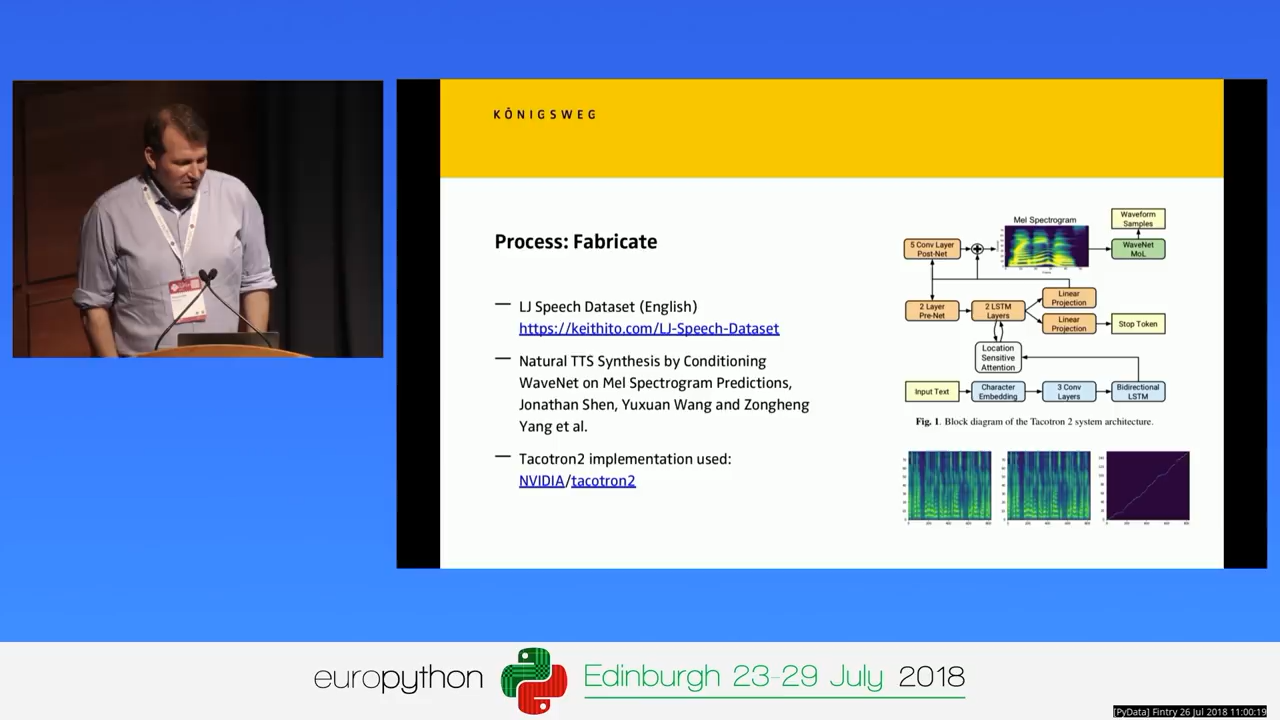 KÖNIGSWEG
Process: Fabricate
— LJ Speech Dataset (English)
https://keithito.com/LJ-Speech-Dataset
— Natural TTS Synthesis by Conditioning
WaveNet on Mel Spectrogram Predictions,
Jonathan Shen, Yuxuan Wang and Zongheng
Yang et al.
— Tacotron2 implementation used:
NVIDIA/tacotron2
Mel Spectrogram
Waveform
Samples
5 Conv Layer
Post-Net
WaveNet
MoL
2 Layer
Pre-Net
2 LSTM
Layers
Linear
Projection
Linear
Projection
Stop Token
Location
Sensitive
Attention
Input Text
Character
Embedding
3 Conv
Layers
Bidirectional
LSTM
Fig. 1. Block diagram of the Tacotron 2 system architecture.
europython
Edinburgh 23-29 July 2018
[PyData] Fintry 26 Jul 2018 11:00:19